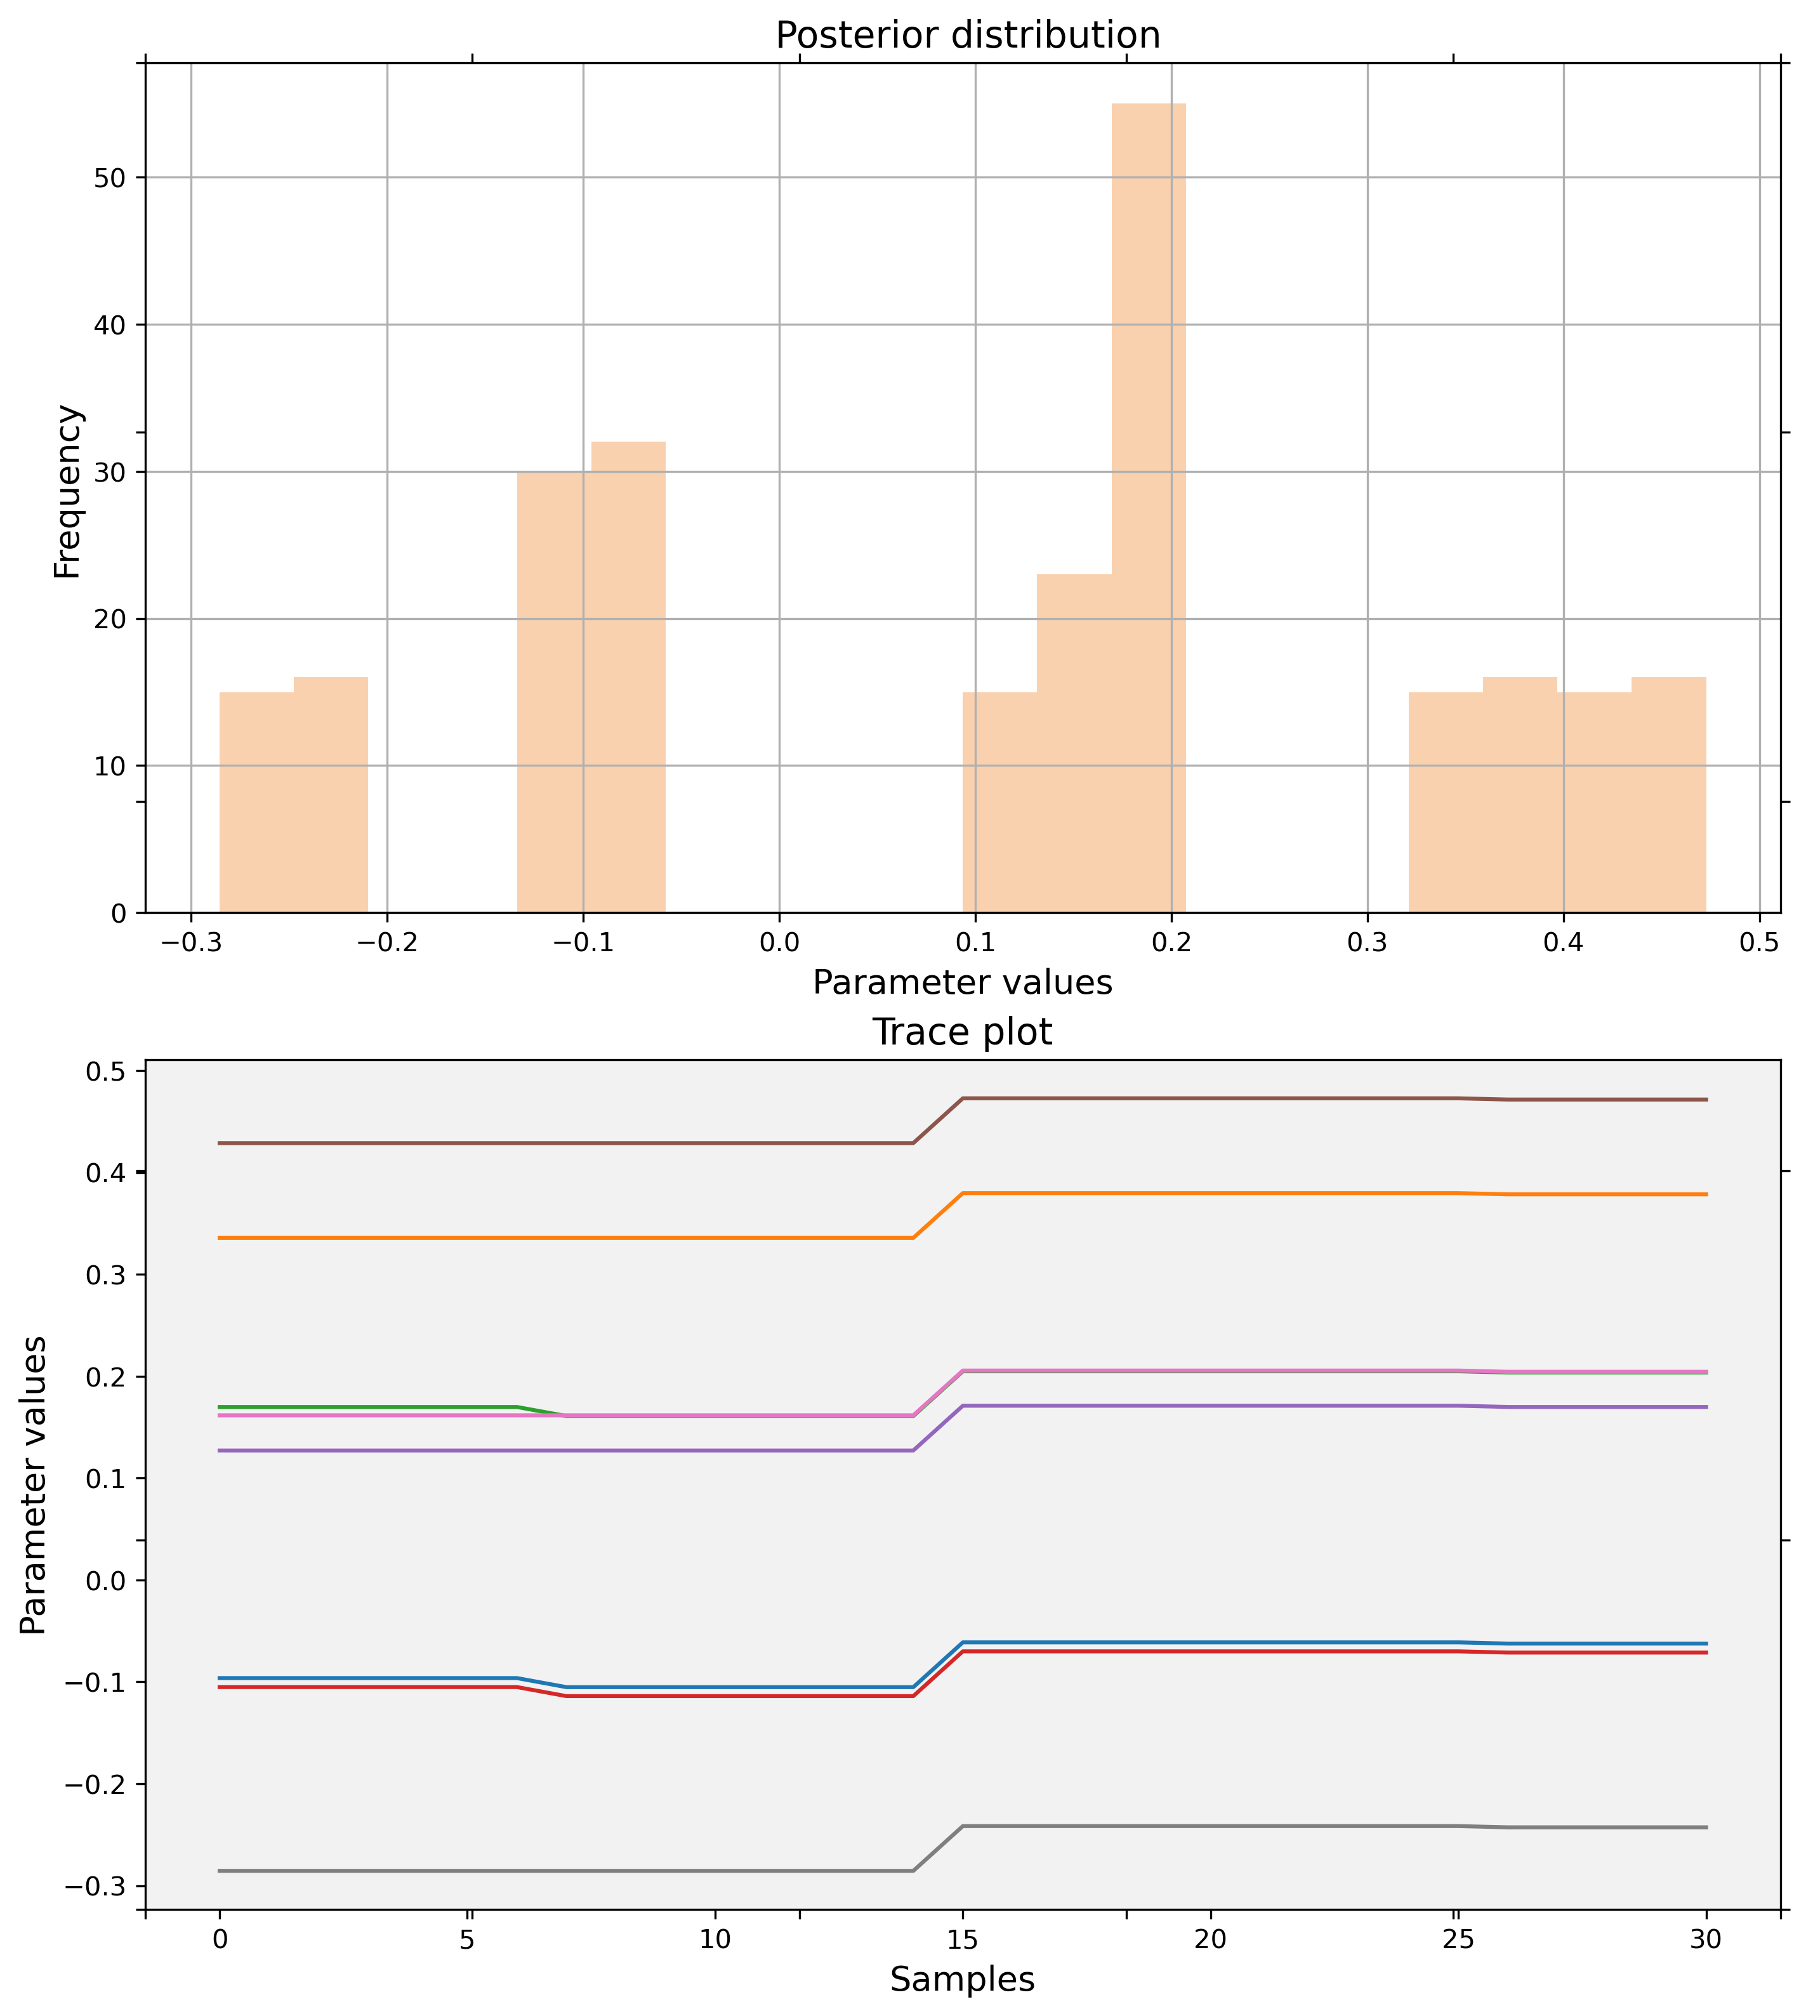 Posterior distribution
50
40
30
20
10
0
Frequency
−0.3 −0.2 −0.1 0.0 0.1 0.2 0.3 0.4 0.5
Parameter values
Trace plot
0.5
0.4
0.3
0.2
0.1
0.0
−0.1
−0.2
−0.3
Parameter values
0 5 10 15 20 25 30
Samples